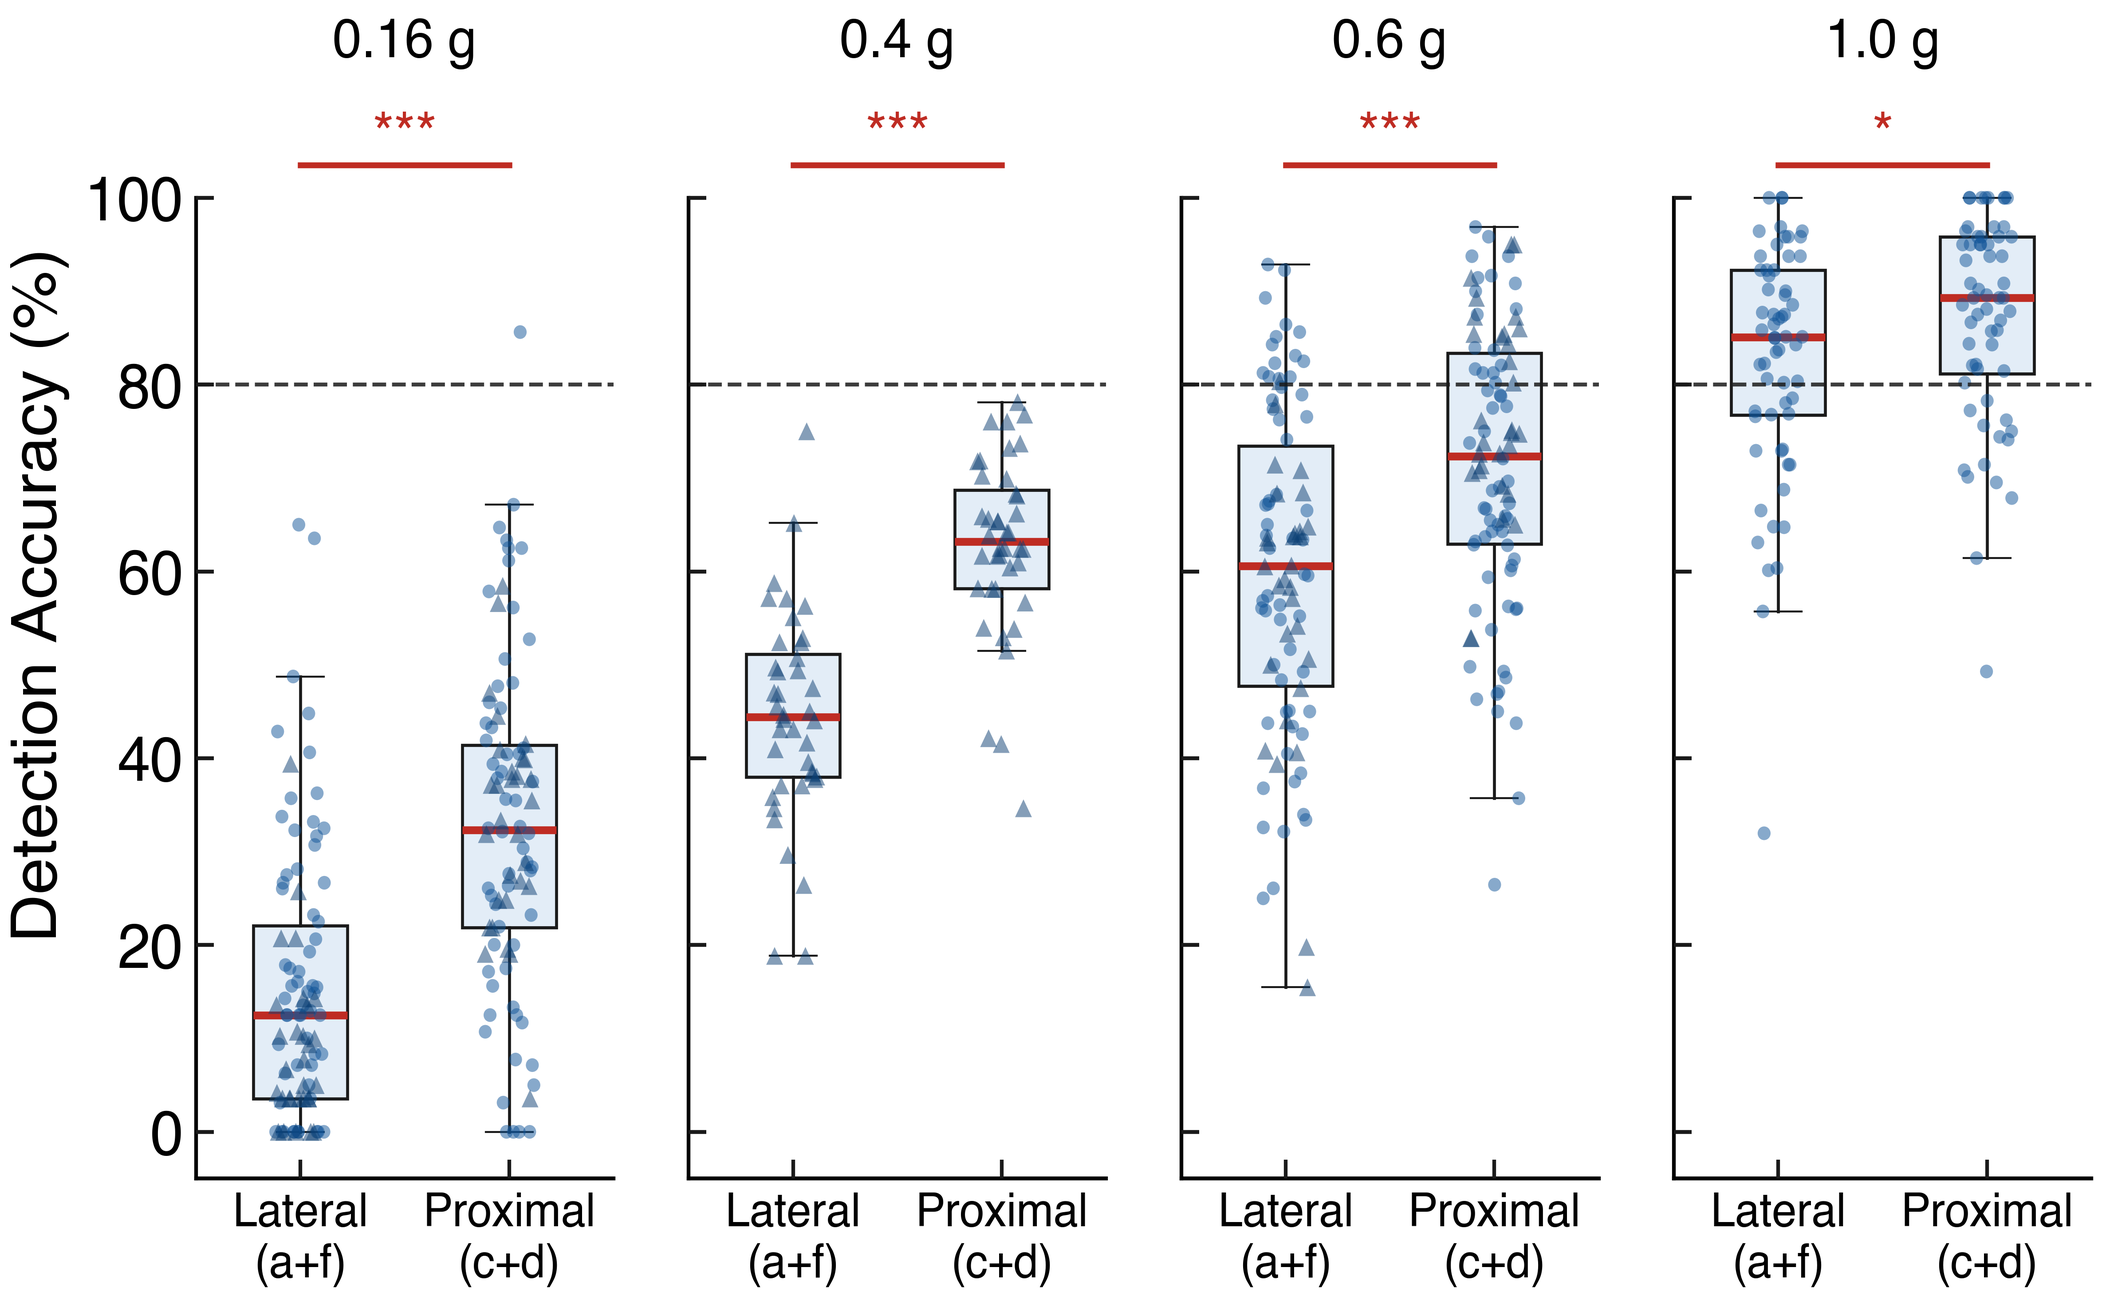 0.16 g 0.4 g 0.6 g 1.0 g
*** *** *** *
Detection Accuracy (%)
100
80
60
40
20
0
Lateral Proximal Lateral Proximal Lateral Proximal Lateral Proximal
(a+f) (c+d) (a+f) (c+d) (a+f) (c+d) (a+f) (c+d)